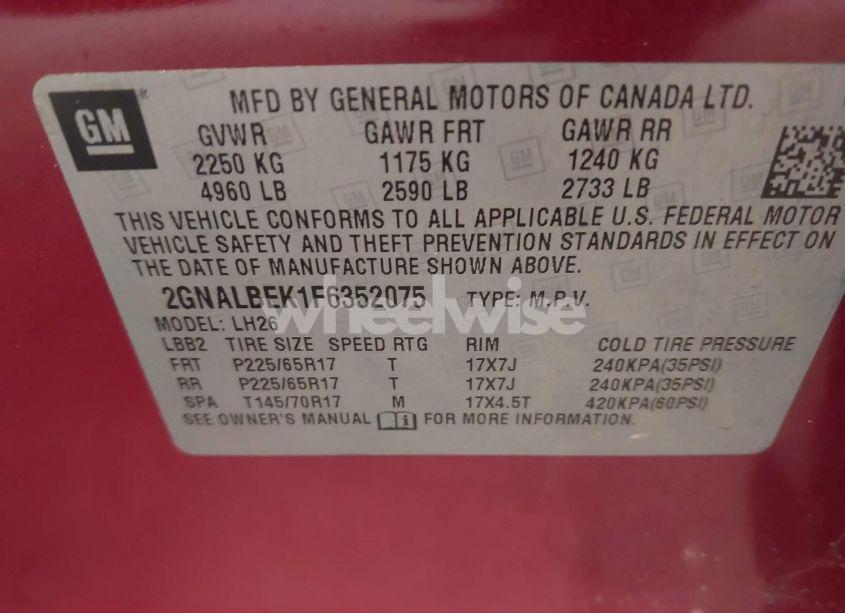 GM
MFD BY GENERAL MOTORS OF CANADA LTD.
GVWR GAWR FRT GAWR RR
2250 KG 1175 KG 1240 KG
4960 LB 2590 LB 2733 LB
THIS VEHICLE CONFORMS TO ALL APPLICABLE U.S. FEDERAL MOTOR
VEHICLE SAFETY AND THEFT PREVENTION STANDARDS IN EFFECT ON
THE DATE OF MANUFACTURE SHOWN ABOVE.
2GNALBEK1F6352075 TYPE: M.P.V.
wheelwise
MODEL: LH26
LBB2 TIRE SIZE SPEED RTG RIM COLD TIRE PRESSURE
FRT P225/65R17 T 17X7J 240KPA(35PSI)
RR P225/65R17 T 17X7J 240KPA(35PSI)
SPA T145/70R17 M 17X4.5T 420KPA(60PSI)
SEE OWNER'S MANUAL FOR MORE INFORMATION.